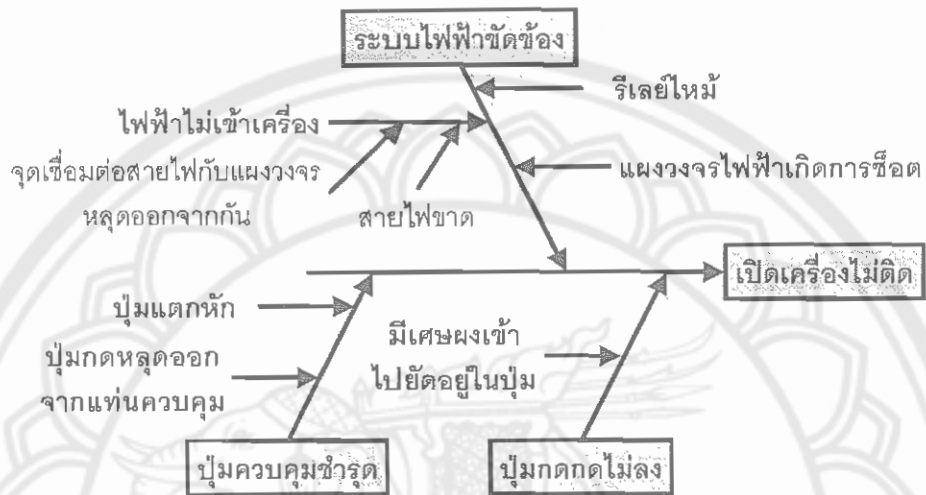 ระบบไฟฟ้าขัดข้อง
รีเลย์ไหม้
ไฟฟ้าไม่เข้าเครื่อง
จุดเชื่อมต่อสายไฟกับแผงวงจร
หลุดออกจากกัน
สายไฟขาด
แผงวงจรไฟฟ้าเกิดการช็อต
เปิดเครื่องไม่ติด
ปุ่มแตกหัก
ปุ่มกดหลุดออก
จากแท่นควบคุม
มีเศษผงเข้า
ไปยัดอยู่ในปุ่ม
ปุ่มควบคุมชำรุด
ปุ่มกดกดไม่ลง